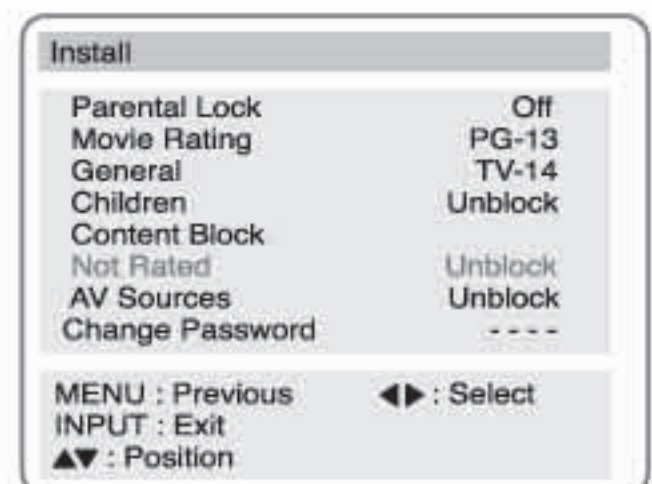 Install
Parental Lock Off
Movie Rating PG-13
General TV-14
Children Unblock
Content Block
Not Rated Unblock
AV Sources Unblock
Change Password - - - -
MENU : Previous ◀▶ : Select
INPUT : Exit
▲▼ : Position